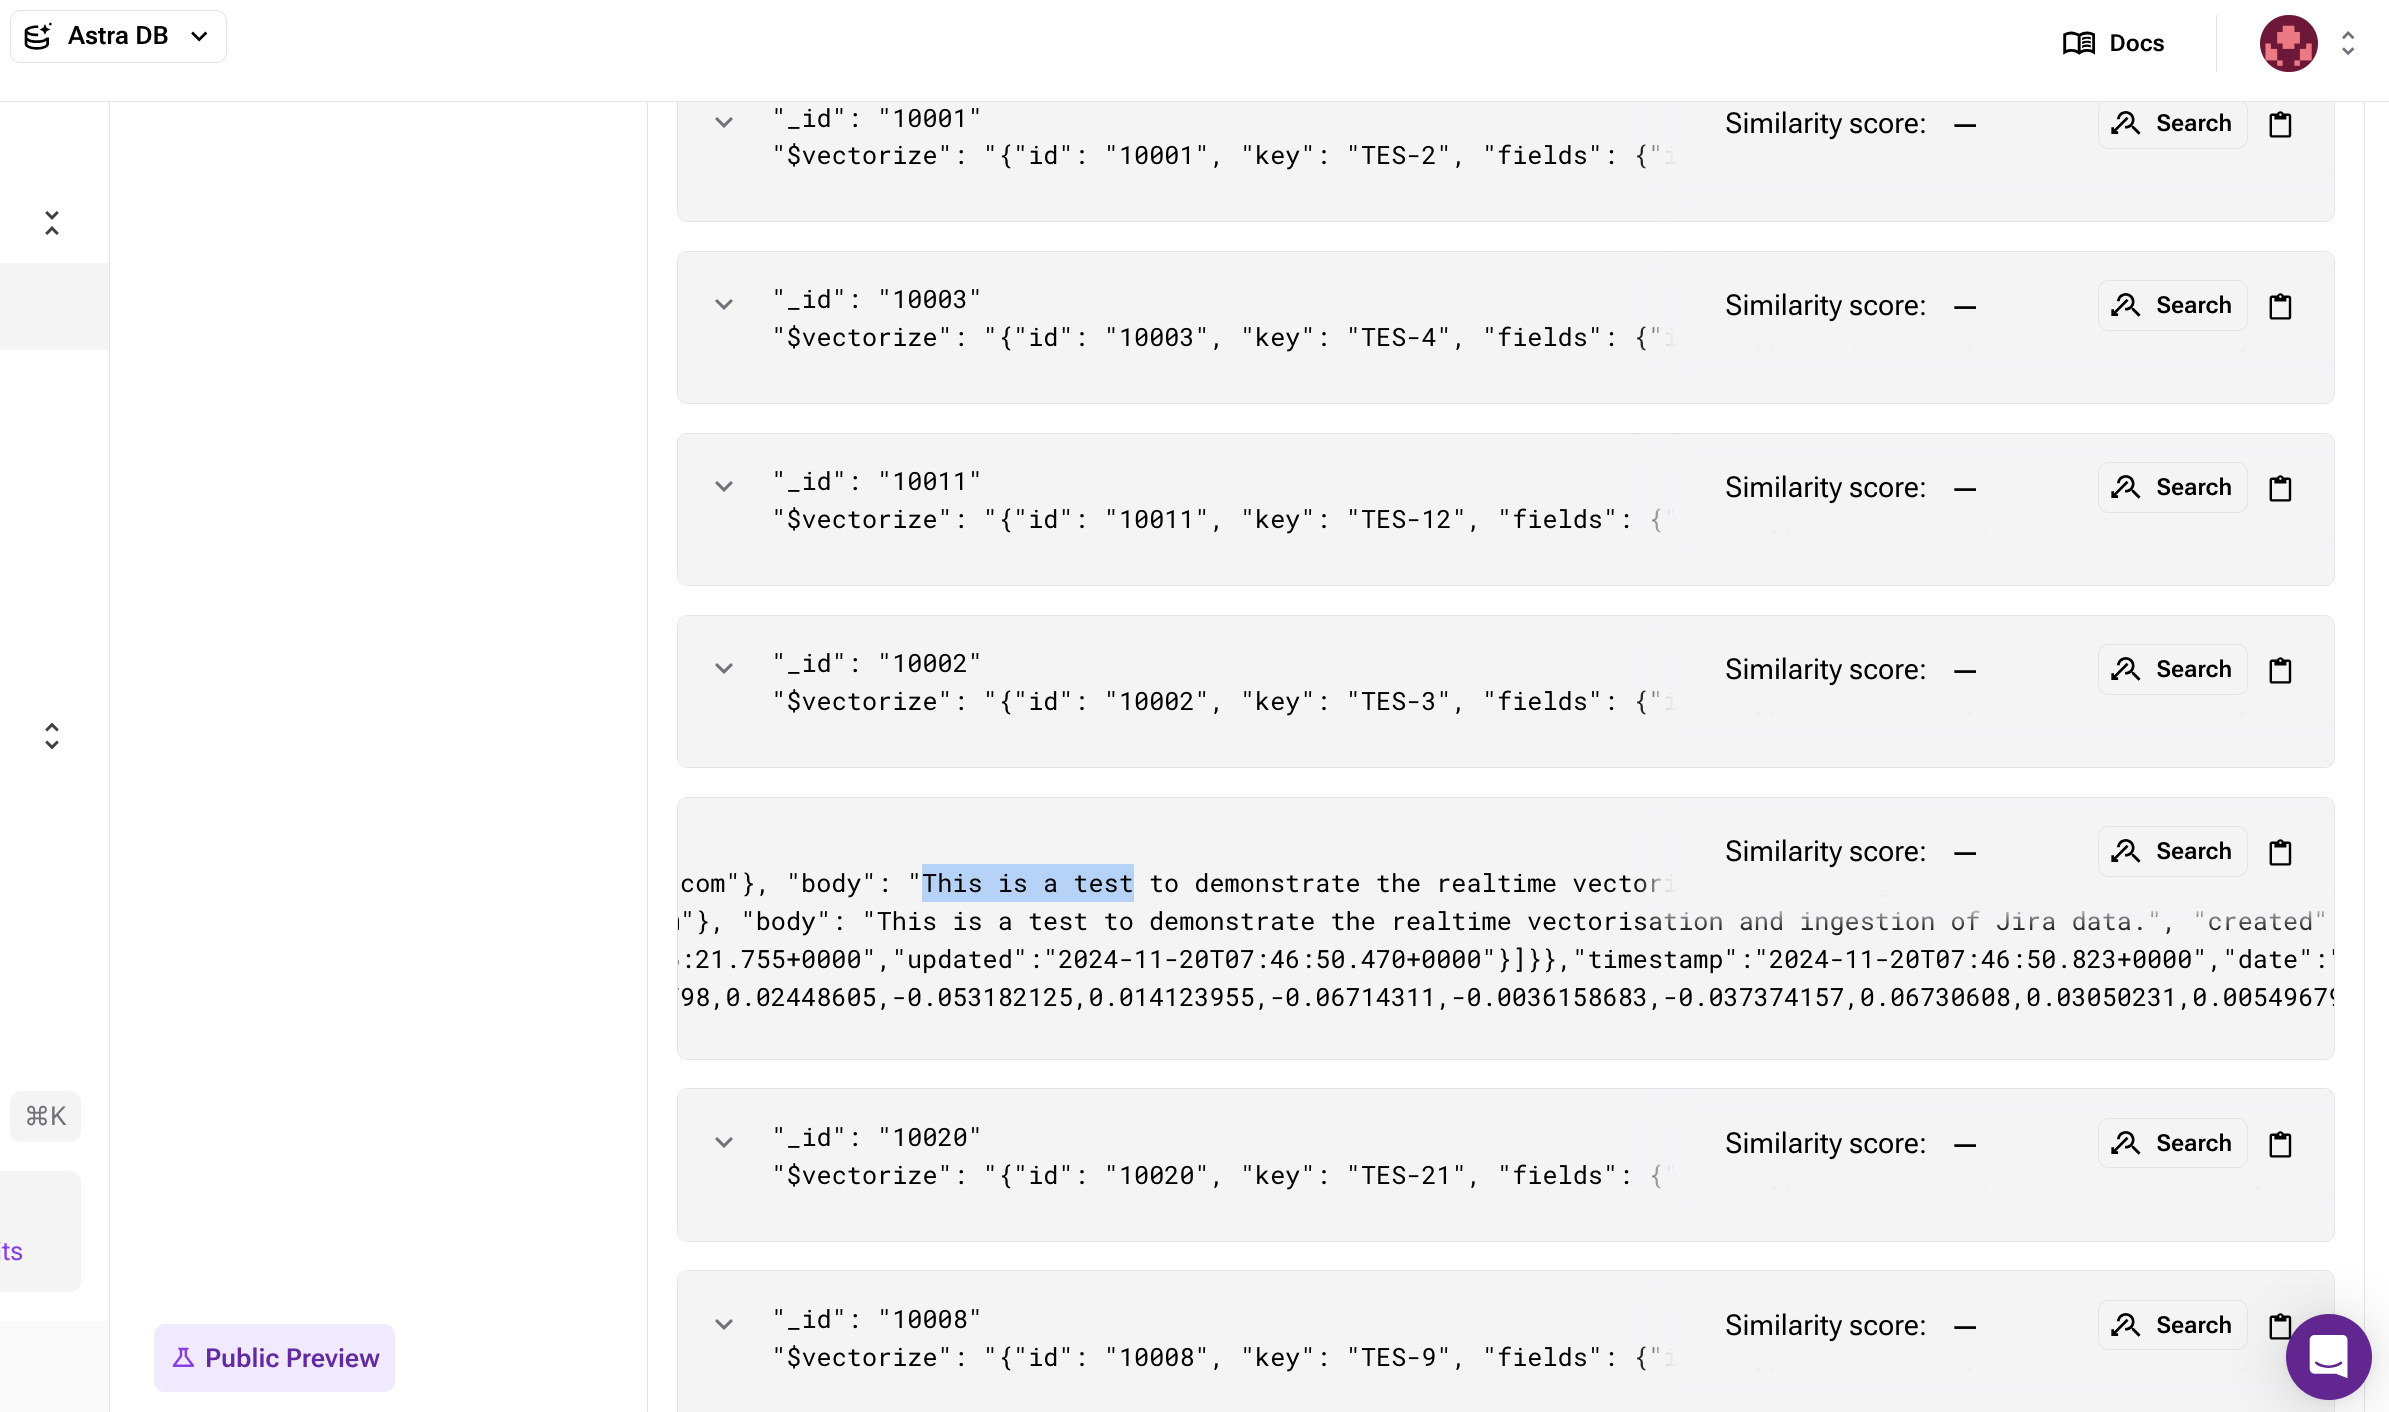 Astra DB
Docs
"_id": "10001"
Similarity score: —
Search
"$vectorize": "{"id": "10001", "key": "TES-2", "fields": {"i
"_id": "10003"
Similarity score: —
Search
"$vectorize": "{"id": "10003", "key": "TES-4", "fields": {"i
"_id": "10011"
Similarity score: —
Search
"$vectorize": "{"id": "10011", "key": "TES-12", "fields": {"
"_id": "10002"
Similarity score: —
Search
"$vectorize": "{"id": "10002", "key": "TES-3", "fields": {"i
Similarity score: —
Search
com"}, "body": "This is a test to demonstrate the realtime vectori
"}, "body": "This is a test to demonstrate the realtime vectorisation and ingestion of Jira data.", "created"
:21.755+0000","updated":"2024-11-20T07:46:50.470+0000"}]}},"timestamp":"2024-11-20T07:46:50.823+0000","date":"
98,0.02448605,-0.053182125,0.014123955,-0.06714311,-0.0036158683,-0.037374157,0.06730608,0.03050231,0.00549679
"_id": "10020"
Similarity score: —
Search
"$vectorize": "{"id": "10020", "key": "TES-21", "fields": {"
"_id": "10008"
Similarity score: —
Search
"$vectorize": "{"id": "10008", "key": "TES-9", "fields": {"i
⌘K
ts
Public Preview